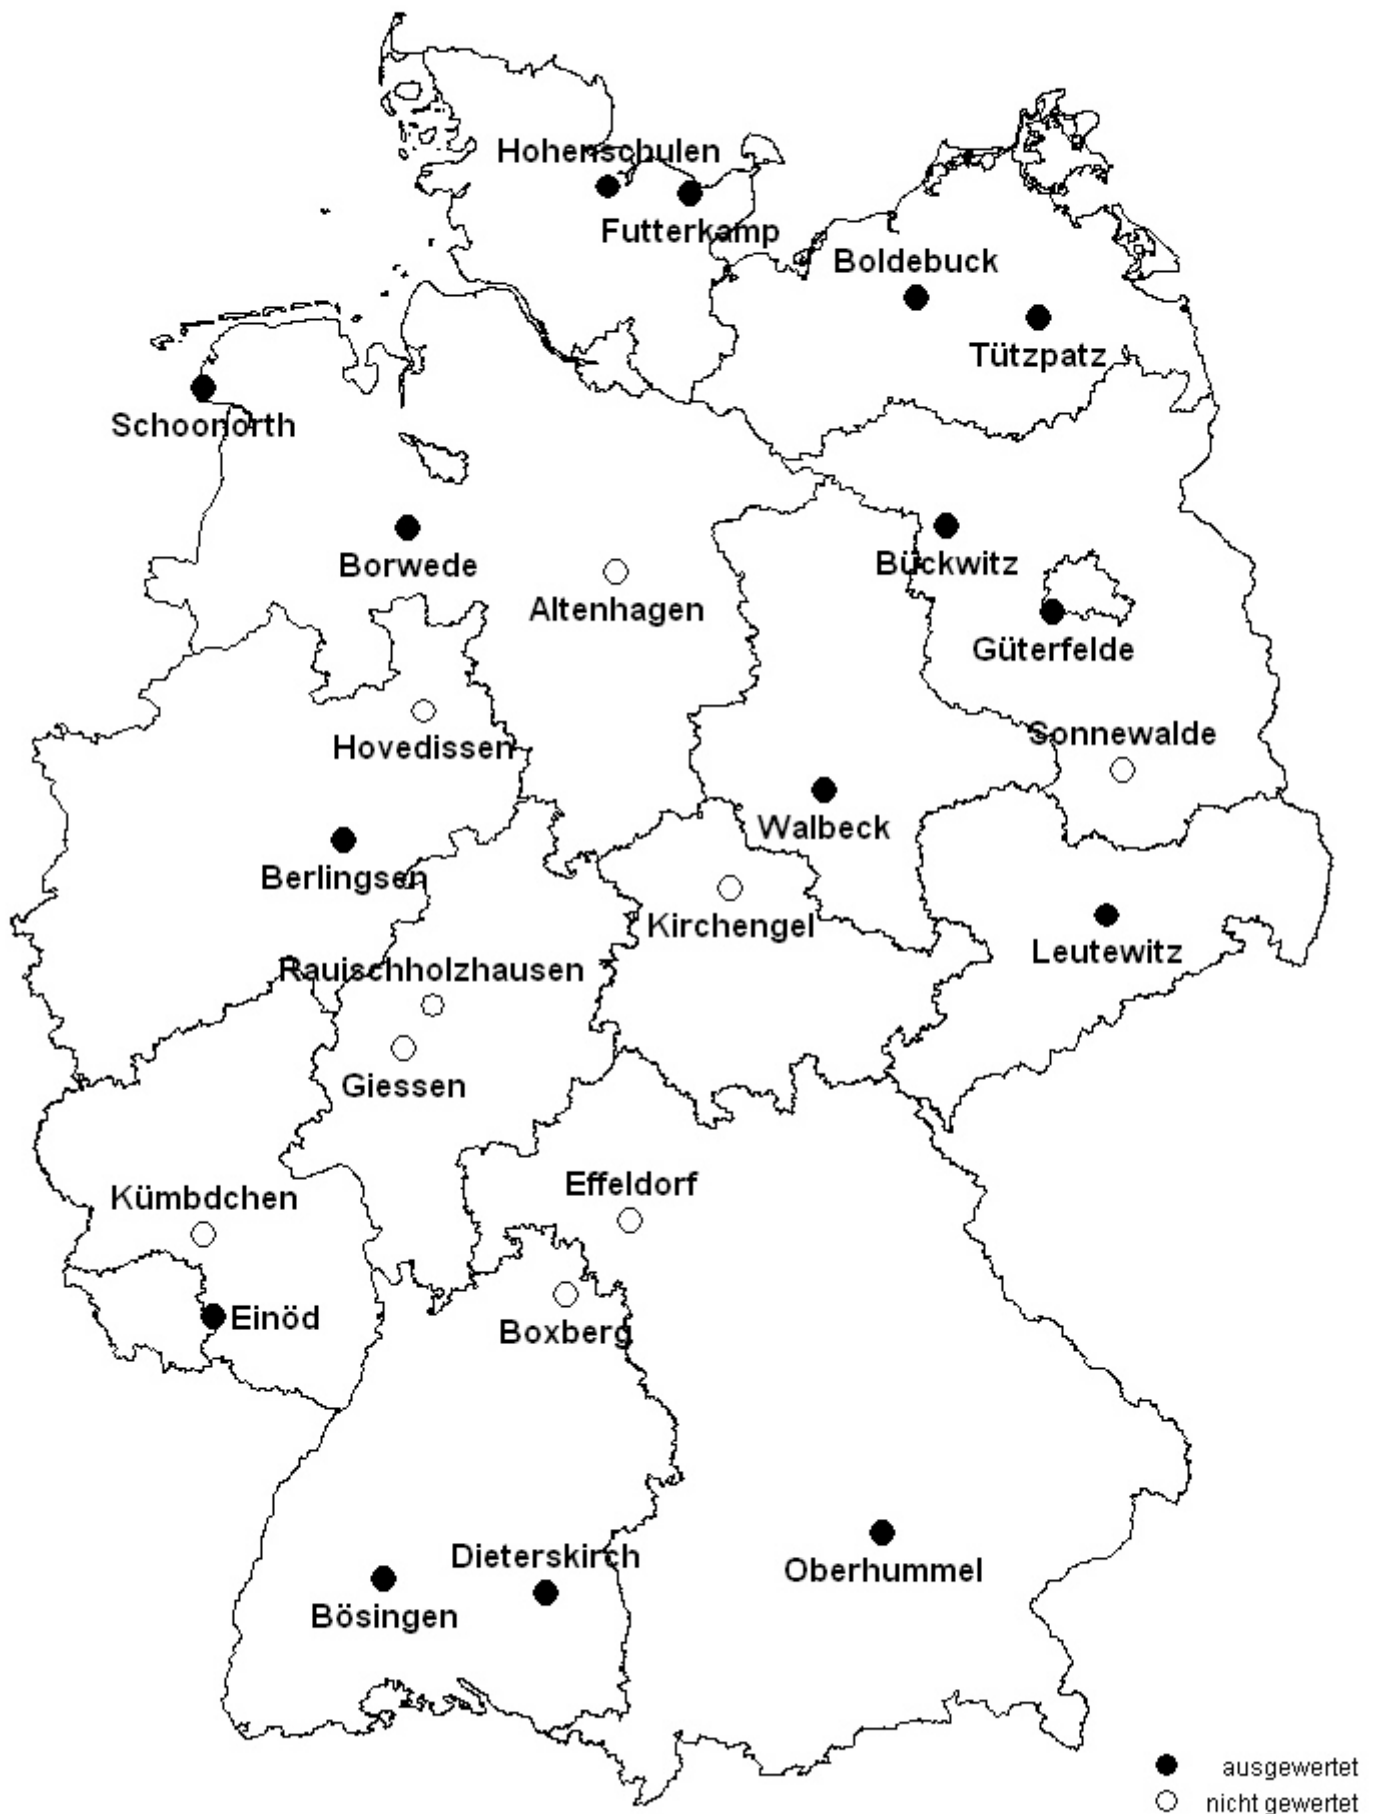 Hohenschulen
Futterkamp
Boldebuck
Tützpatz
Schoonorth
Borwede
Bückwitz
Altenhagen
Güterfelde
Sonnewalde
Hovedissen
Walbeck
Berlingsen
Kirchengel
Leutewitz
Rauischholzhausen
Giessen
Effeldorf
Kümbdchen
Einöd
Boxberg
Dieterskirch
Oberhummel
Bösingen
ausgewertet
nicht gewertet